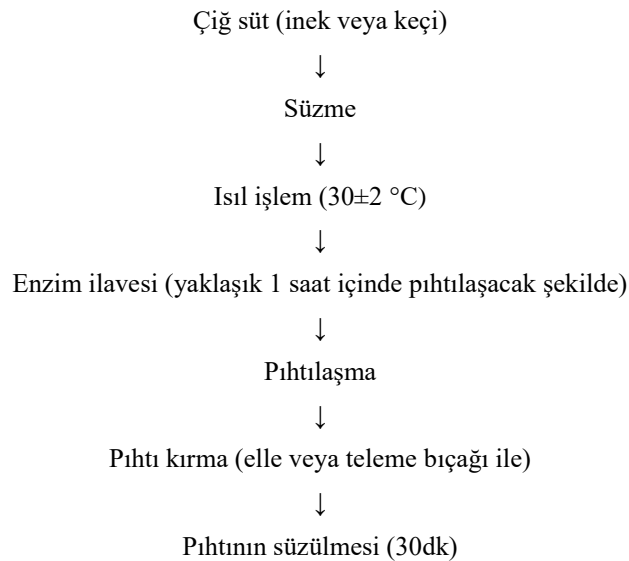 Çiğ süt (inek veya keçi)
↓
Süzme
↓
Isıl işlem (30±2 °C)
↓
Enzim ilavesi (yaklaşık 1 saat içinde pıhtılaşacak şekilde)
↓
Pıhtılaşma
↓
Pıhtı kırma (elle veya teleme bıçağı ile)
↓
Pıhtının süzülmesi (30dk)